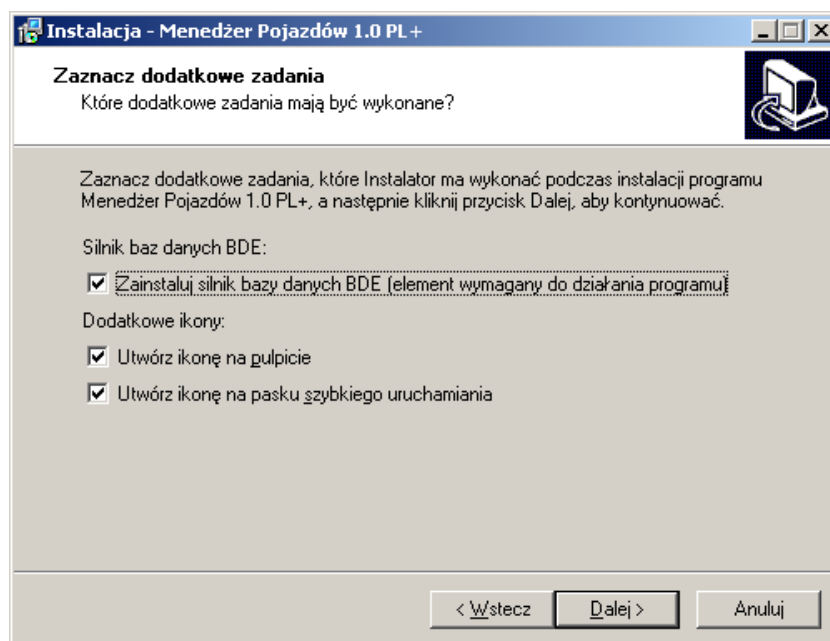 Instalacja - Menedżer Pojazdów 1.0 PL+
Zaznacz dodatkowe zadania
Które dodatkowe zadania mają być wykonane?
Zaznacz dodatkowe zadania, które Instalator ma wykonać podczas instalacji programu
Menedżer Pojazdów 1.0 PL+, a następnie kliknij przycisk Dalej, aby kontynuować.
Silnik baz danych BDE:
Zainstaluj silnik bazy danych BDE (element wymagany do działania programu)
Dodatkowe ikony:
Utwórz ikonę na pulpicie
Utwórz ikonę na pasku szybkiego uruchamiania
< Wstecz
Dalej >
Anuluj